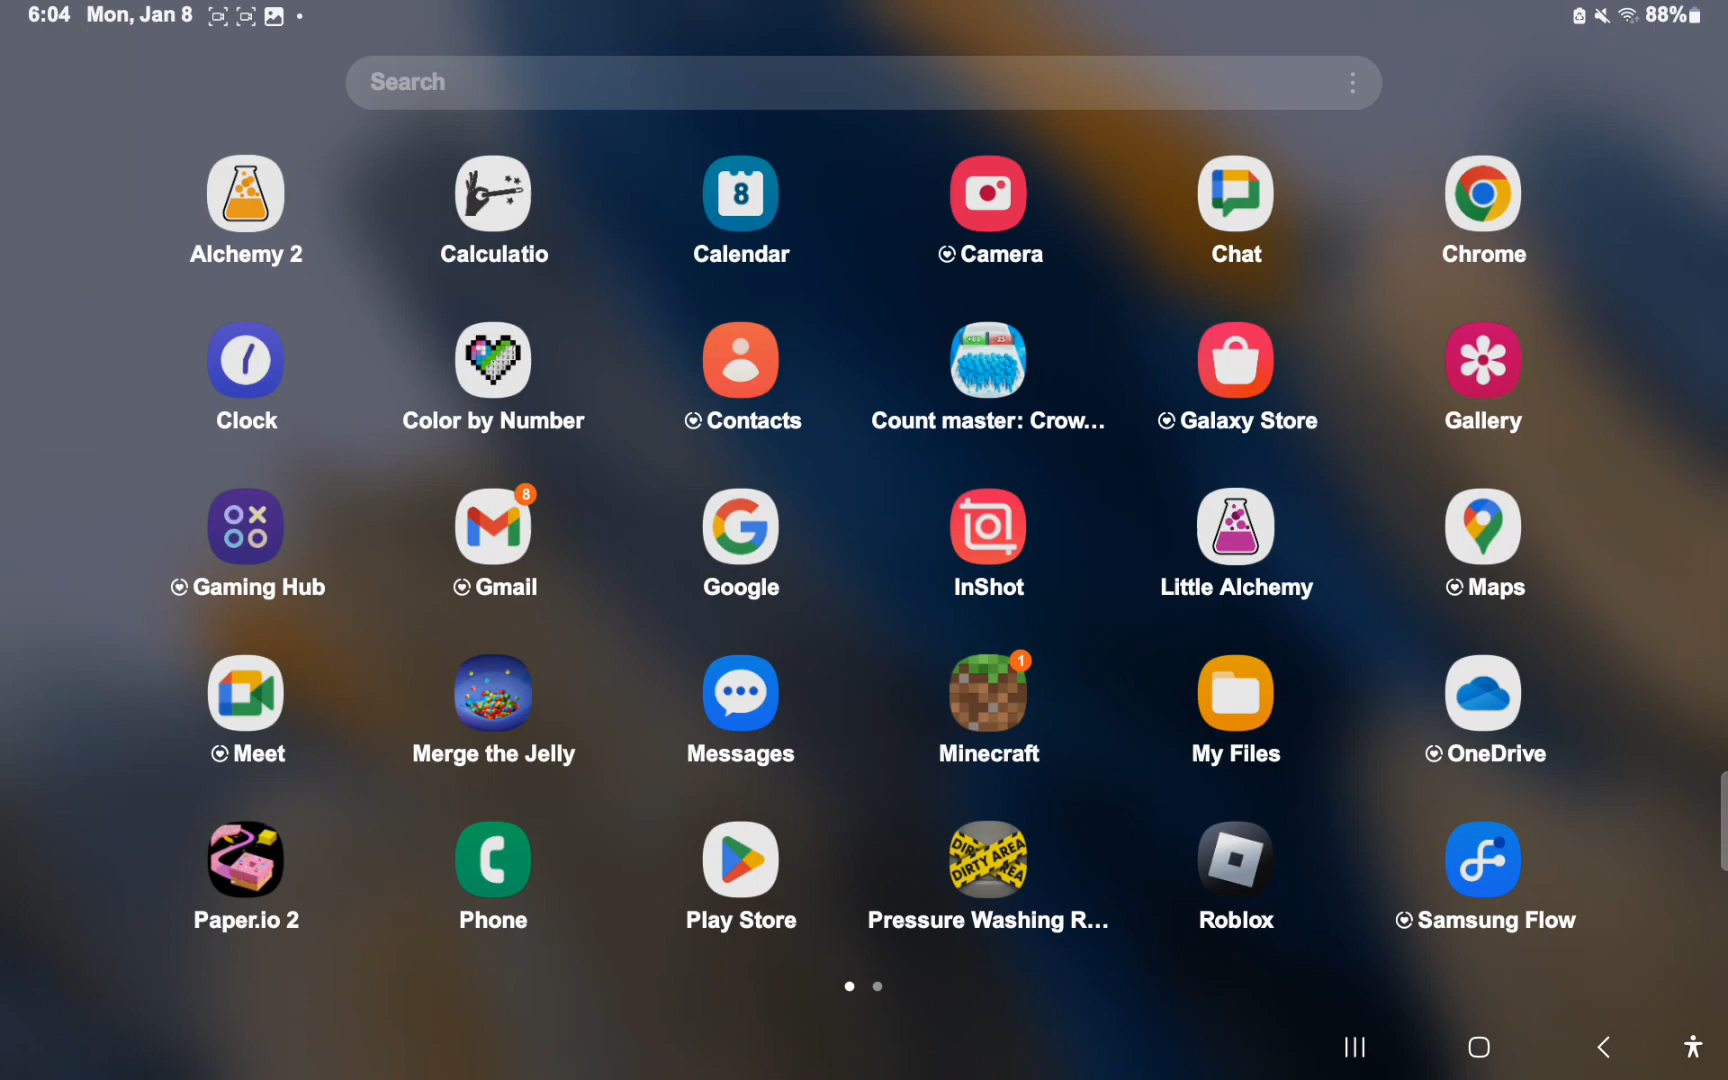 6:04 Mon, Jan 8 88%
Search
8
Alchemy 2 Calculatio Calendar Camera Chat Chrome
Clock Color by Number Contacts Count master: Crow... Galaxy Store Gallery
8
Gaming Hub Gmail Google InShot Little Alchemy Maps
1
Meet Merge the Jelly Messages Minecraft My Files OneDrive
DIRTY AREA
Paper.io 2 Phone Play Store Pressure Washing R... Roblox Samsung Flow